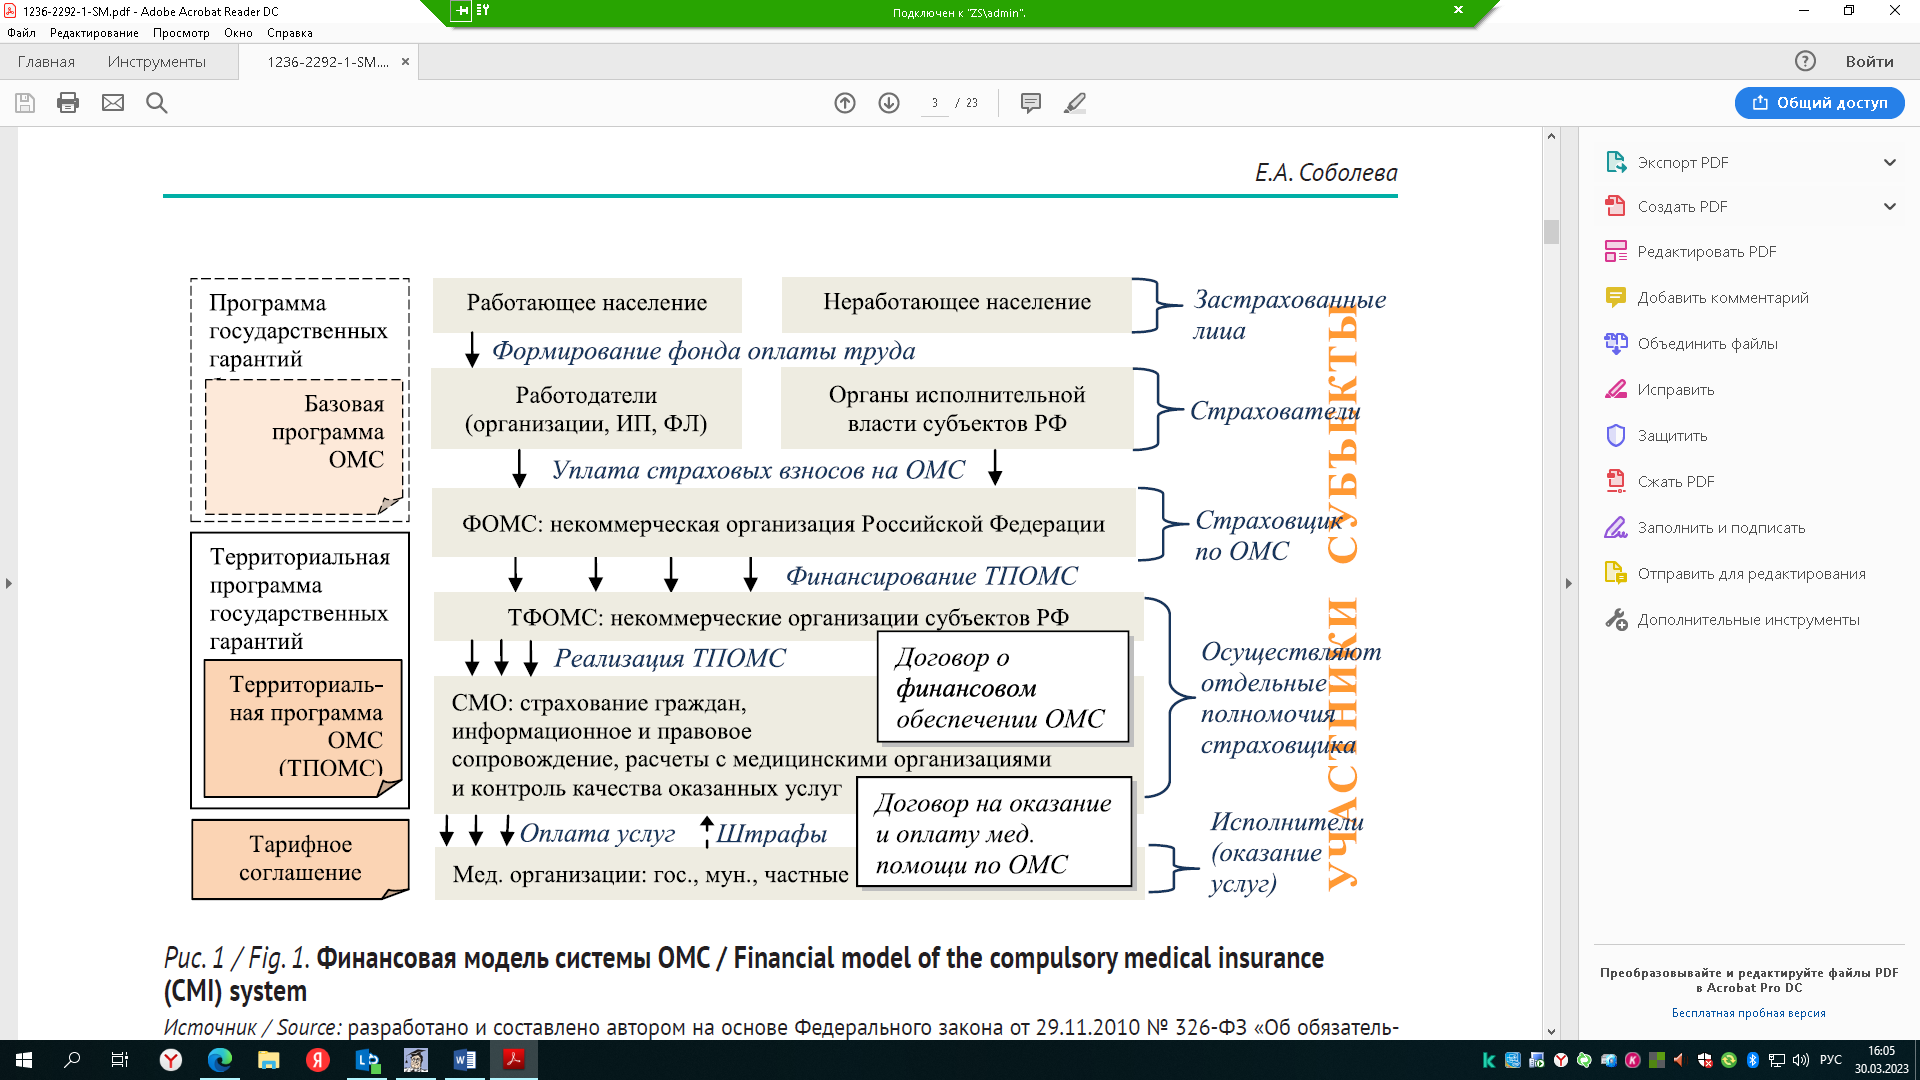 1236-2292-1-SM.pdf - Adobe Acrobat Reader DC
Подключен к "ZS\admin".
Файл Редактирование Просмотр Окно Справка
Главная Инструменты 1236-2292-1-SM.... Войти
3 / 23
Общий доступ
Е.А. Соболева
Программа
государственных
гарантий
Базовая
программа
ОМС
Территориальная
программа
государственных
гарантий
Территориаль-
ная программа
ОМС
(ТПОМС)
Тарифное
соглашение
Работающее население
Неработающее население
Формирование фонда оплаты труда
Работодатели
(организации, ИП, ФЛ)
Органы исполнительной
власти субъектов РФ
Уплата страховых взносов на ОМС
ФОМС: некоммерческая организация Российской Федерации
Финансирование ТПОМС
ТФОМС: некоммерческие организации субъектов РФ
Реализация ТПОМС
Договор о
финансовом
обеспечении ОМС
СМО: страхование граждан,
информационное и правовое
сопровождение, расчеты с медицинскими организациями
и контроль качества оказанных услуг
Договор на оказание
и оплату мед.
помощи по ОМС
Оплата услуг
Штрафы
Мед. организации: гос., мун., частные
Застрахованные
лица
Страхователи
Страховщик
по ОМС
Осуществляют
отдельные
полномочия
страховщика
Исполнители
(оказание
услуг)
УЧАСТНИКИ СУБЪЕКТЫ
Рис. 1 / Fig. 1. Финансовая модель системы ОМС / Financial model of the compulsory medical insurance
(CMI) system
Источник / Source: разработано и составлено автором на основе Федерального закона от 29.11.2010 № 326-ФЗ «Об обязатель-
Экспорт PDF
Создать PDF
Редактировать PDF
Добавить комментарий
Объединить файлы
Исправить
Защитить
Сжать PDF
Заполнить и подписать
Отправить для редактирования
Дополнительные инструменты
Преобразовывайте и редактируйте файлы PDF
в Acrobat Pro DC
Бесплатная пробная версия
РУС
16:05
30.03.2023